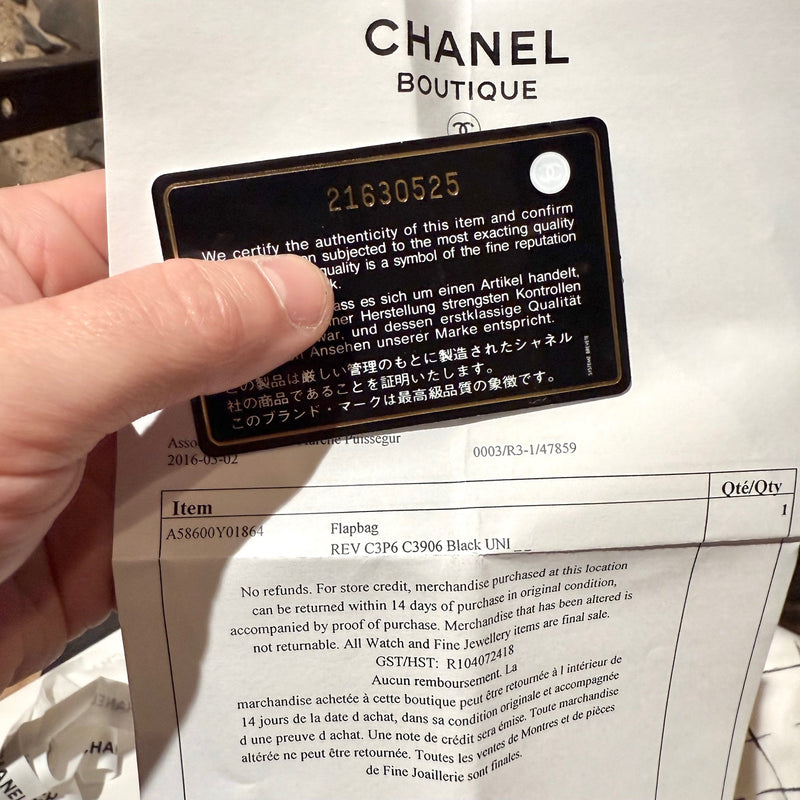 CHANEL
BOUTIQUE
21630525
We certify the authenticity of this item and confirm
on subjected to the most exacting quality
quality is a symbol of the fine reputation
k.
ass es sich um einen Artikel handelt,
ner Herstellung strengsten Kontrollen
war, und dessen erstklassige Qualität
Ansehen unserer Marke entspricht.
この製品は厳しい管理のもとに製造されたシャネル
社の商品であることを証明いたします。
このブランド・マークは最高級品質の象徴です。
Puissegur
2016-03-02
0003/R3-1/47859
Item
Qté/Qty
A58600Y01864
Flapbag
1
REV C3P6 C3906 Black UNI _ _
No refunds. For store credit, merchandise purchased at this location
can be returned within 14 days of purchase in original condition,
accompanied by proof of purchase. Merchandise that has been altered is
not returnable. All Watch and Fine Jewellery items are final sale.
GST/HST: R104072418
Aucun remboursement. La
marchandise achetée à cette boutique peut être retournée à l intérieur de
14 jours de la date d achat, dans sa condition originale et accompagnée
d une preuve d achat. Une note de crédit sera émise. Toute marchandise
altérée ne peut être retournée. Toutes les ventes de Montres et de pièces
de Fine Joaillerie sont finales.